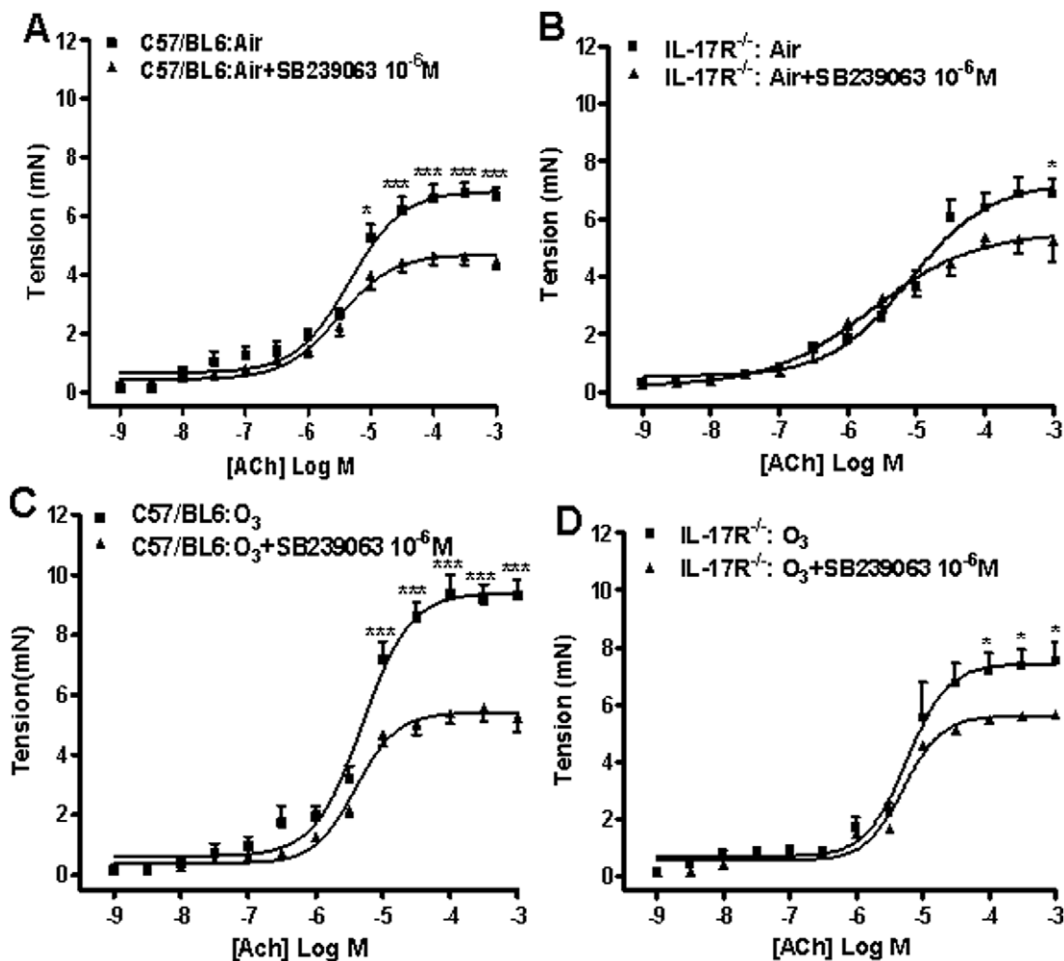 A
C57/BL6:Air
C57/BL6:Air+SB239063 10⁻⁶M
12
10
8
6
4
2
0
Tension (mN)
* *** *** *** ***
-9 -8 -7 -6 -5 -4 -3
[ACh] Log M
B
IL-17R⁻/⁻: Air
IL-17R⁻/⁻: Air+SB239063 10⁻⁶M
12
10
8
6
4
2
0
Tension (mN)
*
-9 -8 -7 -6 -5 -4 -3
[ACh] Log M
C
C57/BL6:O₃
C57/BL6:O₃+SB239063 10⁻⁶M
12
10
8
6
4
2
0
Tension(mN)
*** *** *** *** ***
-9 -8 -7 -6 -5 -4 -3
[Ach] Log M
D
IL-17R⁻/⁻: O₃
IL-17R⁻/⁻: O₃+SB239063 10⁻⁶M
12
10
8
6
4
2
0
Tension (mN)
* * *
-9 -8 -7 -6 -5 -4 -3
[ACh] Log M